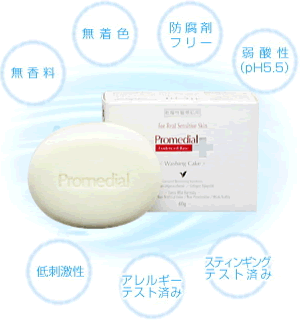 無着色
防腐剤
フリー
弱酸性
(pH5.5)
無香料
For Real Sensitive Skin
Promedial
Washing Cake
Promedial
低刺激性
アレルギー
テスト済み
スティンギング
テスト済み